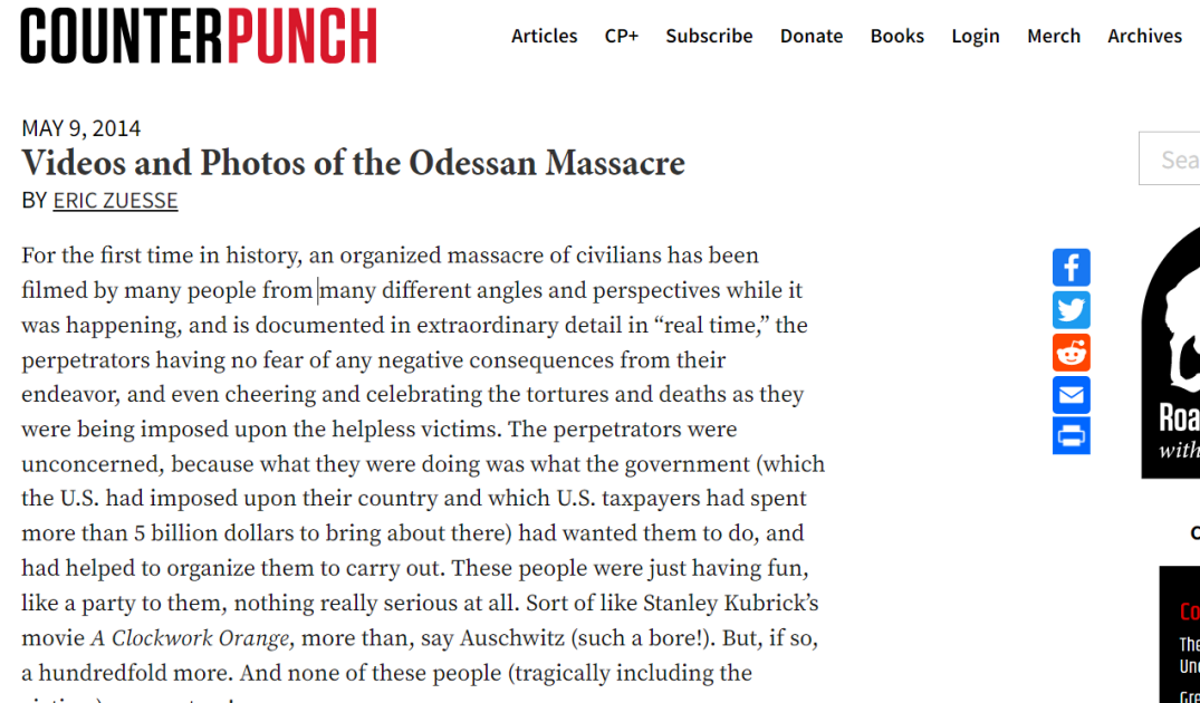 COUNTERPUNCH
Articles CP+ Subscribe Donate Books Login Merch Archives
MAY 9, 2014
Videos and Photos of the Odessan Massacre
BY ERIC ZUESSE
For the first time in history, an organized massacre of civilians has been
filmed by many people from many different angles and perspectives while it
was happening, and is documented in extraordinary detail in “real time,” the
perpetrators having no fear of any negative consequences from their
endeavor, and even cheering and celebrating the tortures and deaths as they
were being imposed upon the helpless victims. The perpetrators were
unconcerned, because what they were doing was what the government (which
the U.S. had imposed upon their country and which U.S. taxpayers had spent
more than 5 billion dollars to bring about there) had wanted them to do, and
had helped to organize them to carry out. These people were just having fun,
like a party to them, nothing really serious at all. Sort of like Stanley Kubrick’s
movie A Clockwork Orange, more than, say Auschwitz (such a bore!). But, if so,
a hundredfold more. And none of these people (tragically including the
Sea
Roa
with
Co
The
Un
Gre